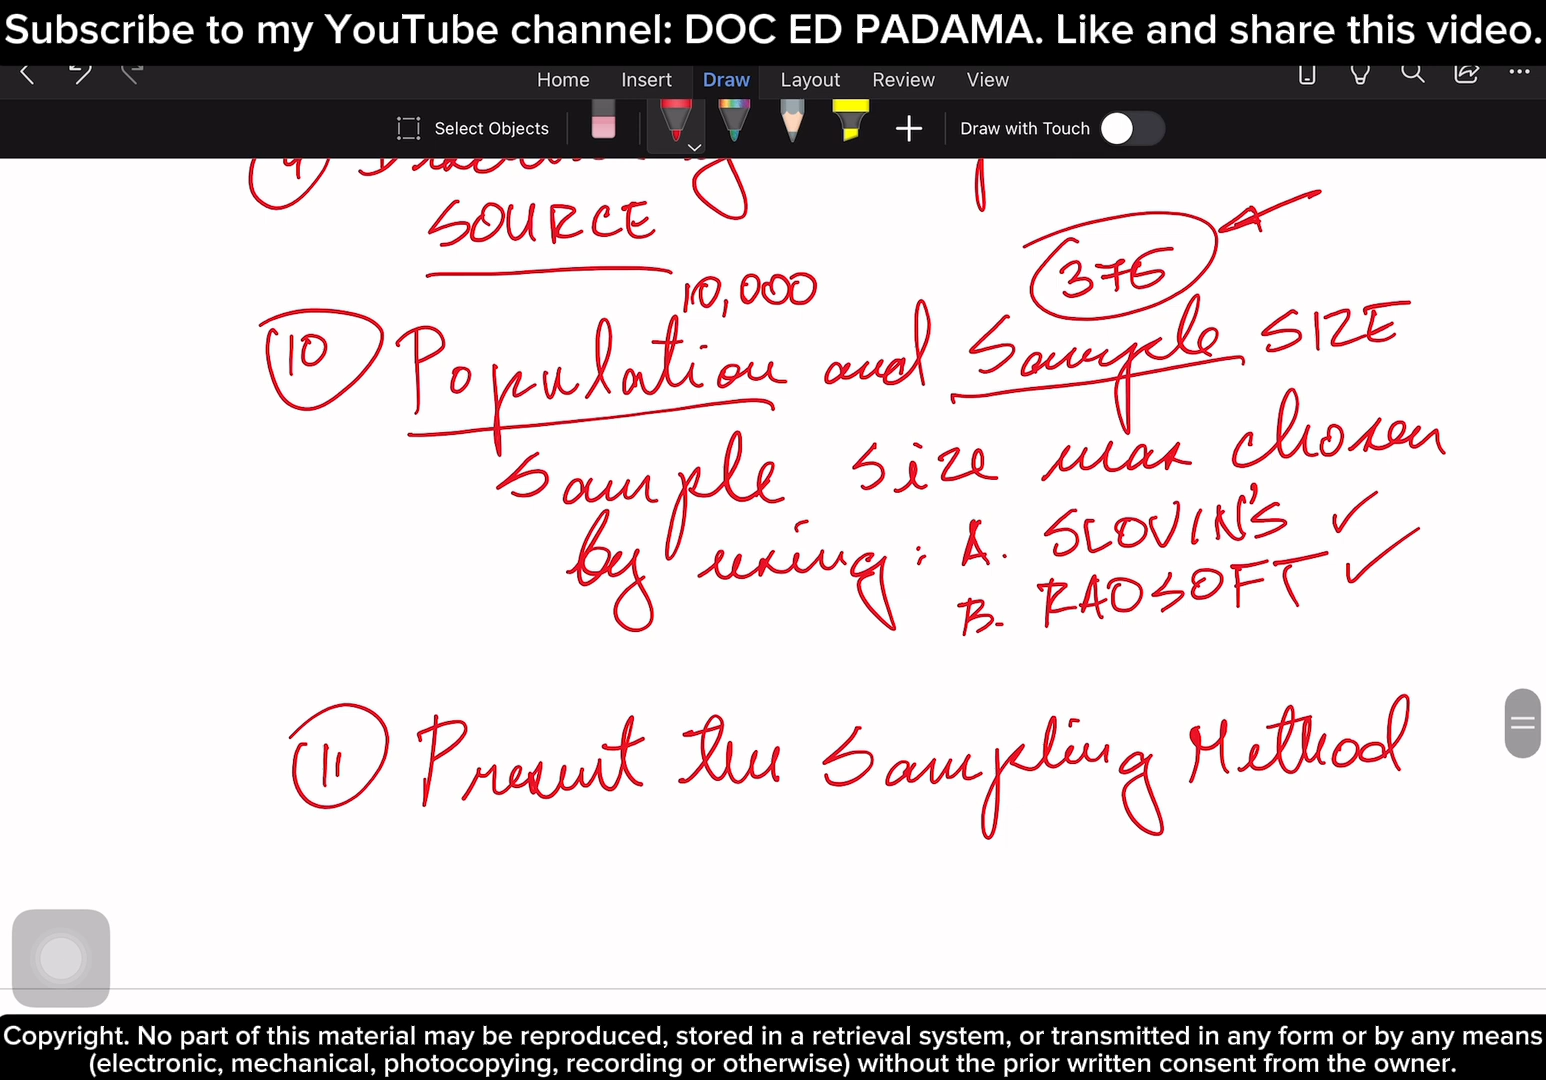 Subscribe to my YouTube channel: DOC ED PADAMA. Like and share this video.
Home Insert Draw Layout Review View
Select Objects Draw with Touch
SOURCE
10,000 376
10 Population and Sample SIZE
Sample size was chosen
by using: A. SLOVIN'S ✓
B. RAOSOFT ✓
11 Present the Sampling Method
Copyright. No part of this material may be reproduced, stored in a retrieval system, or transmitted in any form or by any means
(electronic, mechanical, photocopying, recording or otherwise) without the prior written consent from the owner.